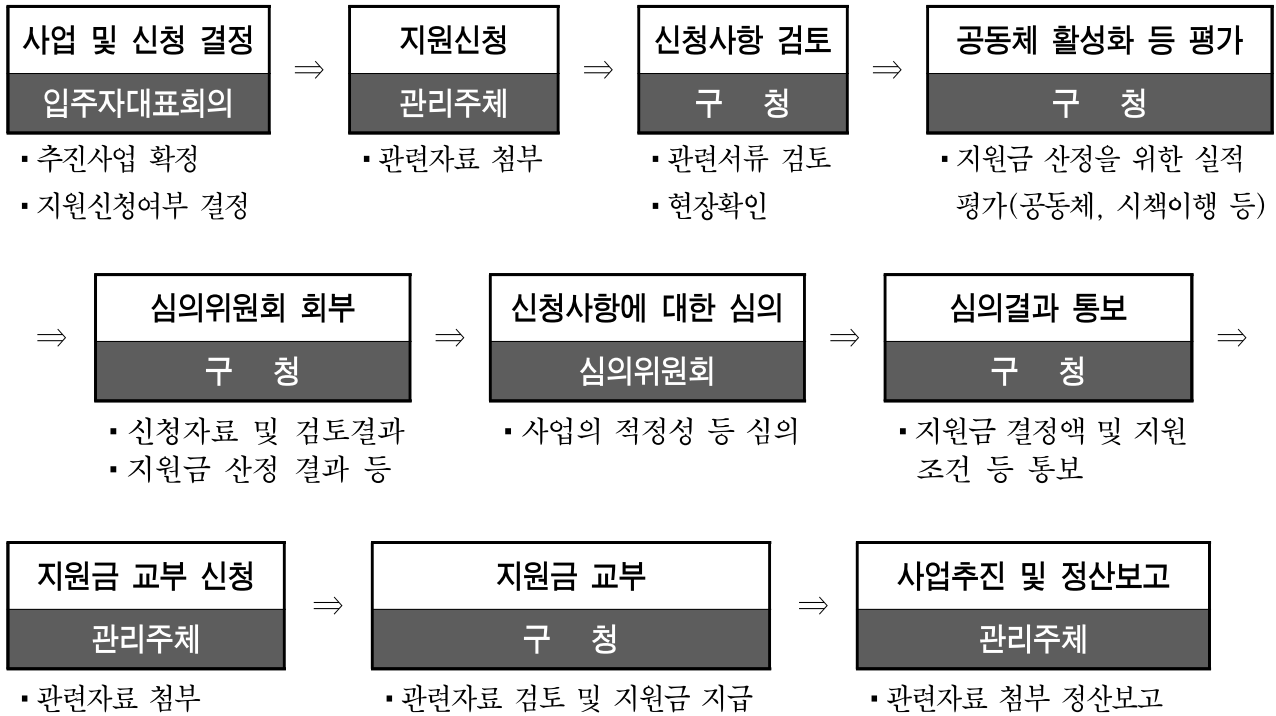 사업 및 신청 결정 ⇒ 지원신청 ⇒ 신청사항 검토 ⇒ 공동체 활성화 등 평가
입주자대표회의 관리주체 구 청 구 청
▪ 추진사업 확정 ▪ 관련자료 첨부 ▪ 관련서류 검토 ▪ 지원금 산정을 위한 실적
▪ 지원신청여부 결정 ▪ 현장확인 평가(공동체, 시책이행 등)
⇒ 심의위원회 회부 ⇒ 신청사항에 대한 심의 ⇒ 심의결과 통보 ⇒
구 청 심의위원회 구 청
▪ 신청자료 및 검토결과 ▪ 사업의 적정성 등 심의 ▪ 지원금 결정액 및 지원
▪ 지원금 산정 결과 등 조건 등 통보
지원금 교부 신청 ⇒ 지원금 교부 ⇒ 사업추진 및 정산보고
관리주체 구 청 관리주체
▪ 관련자료 첨부 ▪ 관련자료 검토 및 지원금 지급 ▪ 관련자료 첨부 정산보고